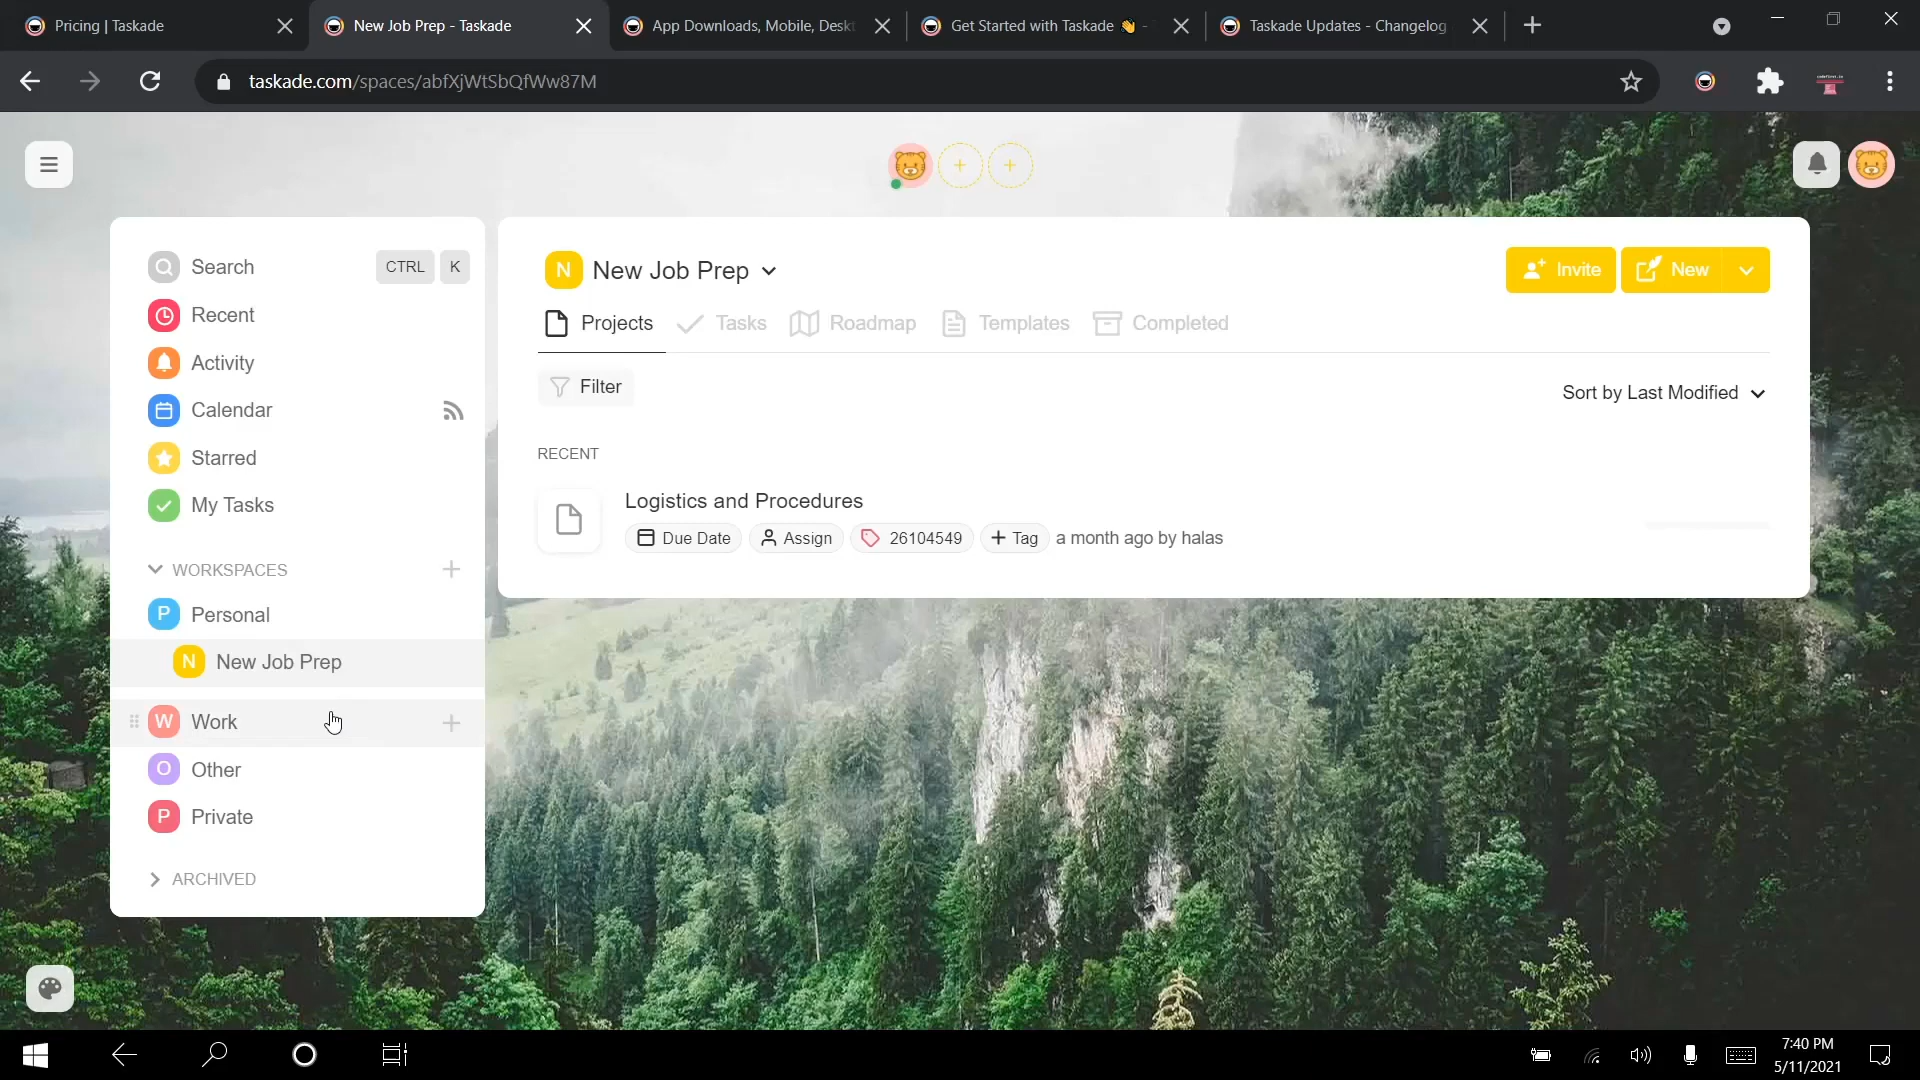 Pricing | Taskade
New Job Prep - Taskade
App Downloads, Mobile, Deskt
Get Started with Taskade 👋 -
Taskade Updates - Changelog
taskade.com/spaces/abfXjWtSbQfWw87M
Search CTRL K
Recent
Activity
Calendar
Starred
My Tasks
WORKSPACES
P Personal
N New Job Prep
W Work
O Other
P Private
ARCHIVED
N New Job Prep
Invite
New
Projects Tasks Roadmap Templates Completed
Filter
Sort by Last Modified
RECENT
Logistics and Procedures
Due Date Assign 26104549 + Tag a month ago by halas
7:40 PM
5/11/2021